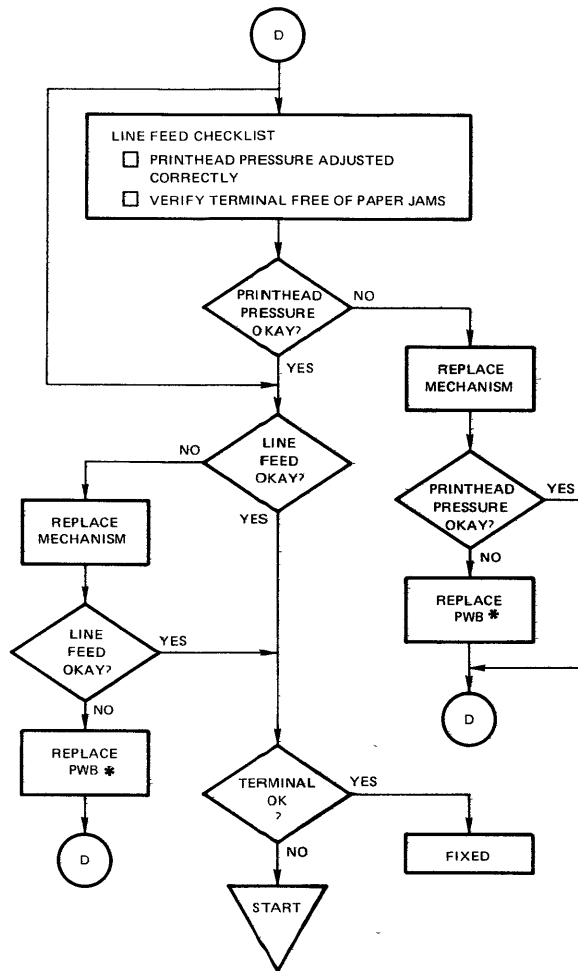 D
LINE FEED CHECKLIST
PRINTHEAD PRESSURE ADJUSTED
CORRECTLY
VERIFY TERMINAL FREE OF PAPER JAMS
PRINTHEAD
PRESSURE
OKAY?
NO
YES
REPLACE
MECHANISM
LINE
FEED
OKAY?
NO
YES
PRINTHEAD
PRESSURE
OKAY?
YES
NO
REPLACE
MECHANISM
REPLACE
PWB *
LINE
FEED
OKAY?
YES
NO
D
REPLACE
PWB *
TERMINAL
OK
?
YES
NO
D
FIXED
START